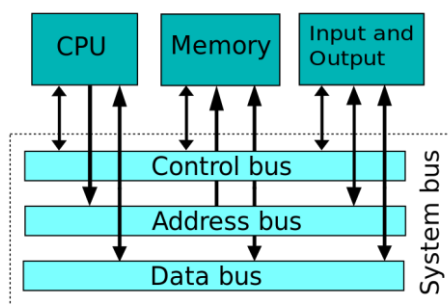 CPU
Memory
Input and
Output
Control bus
Address bus
Data bus
System bus